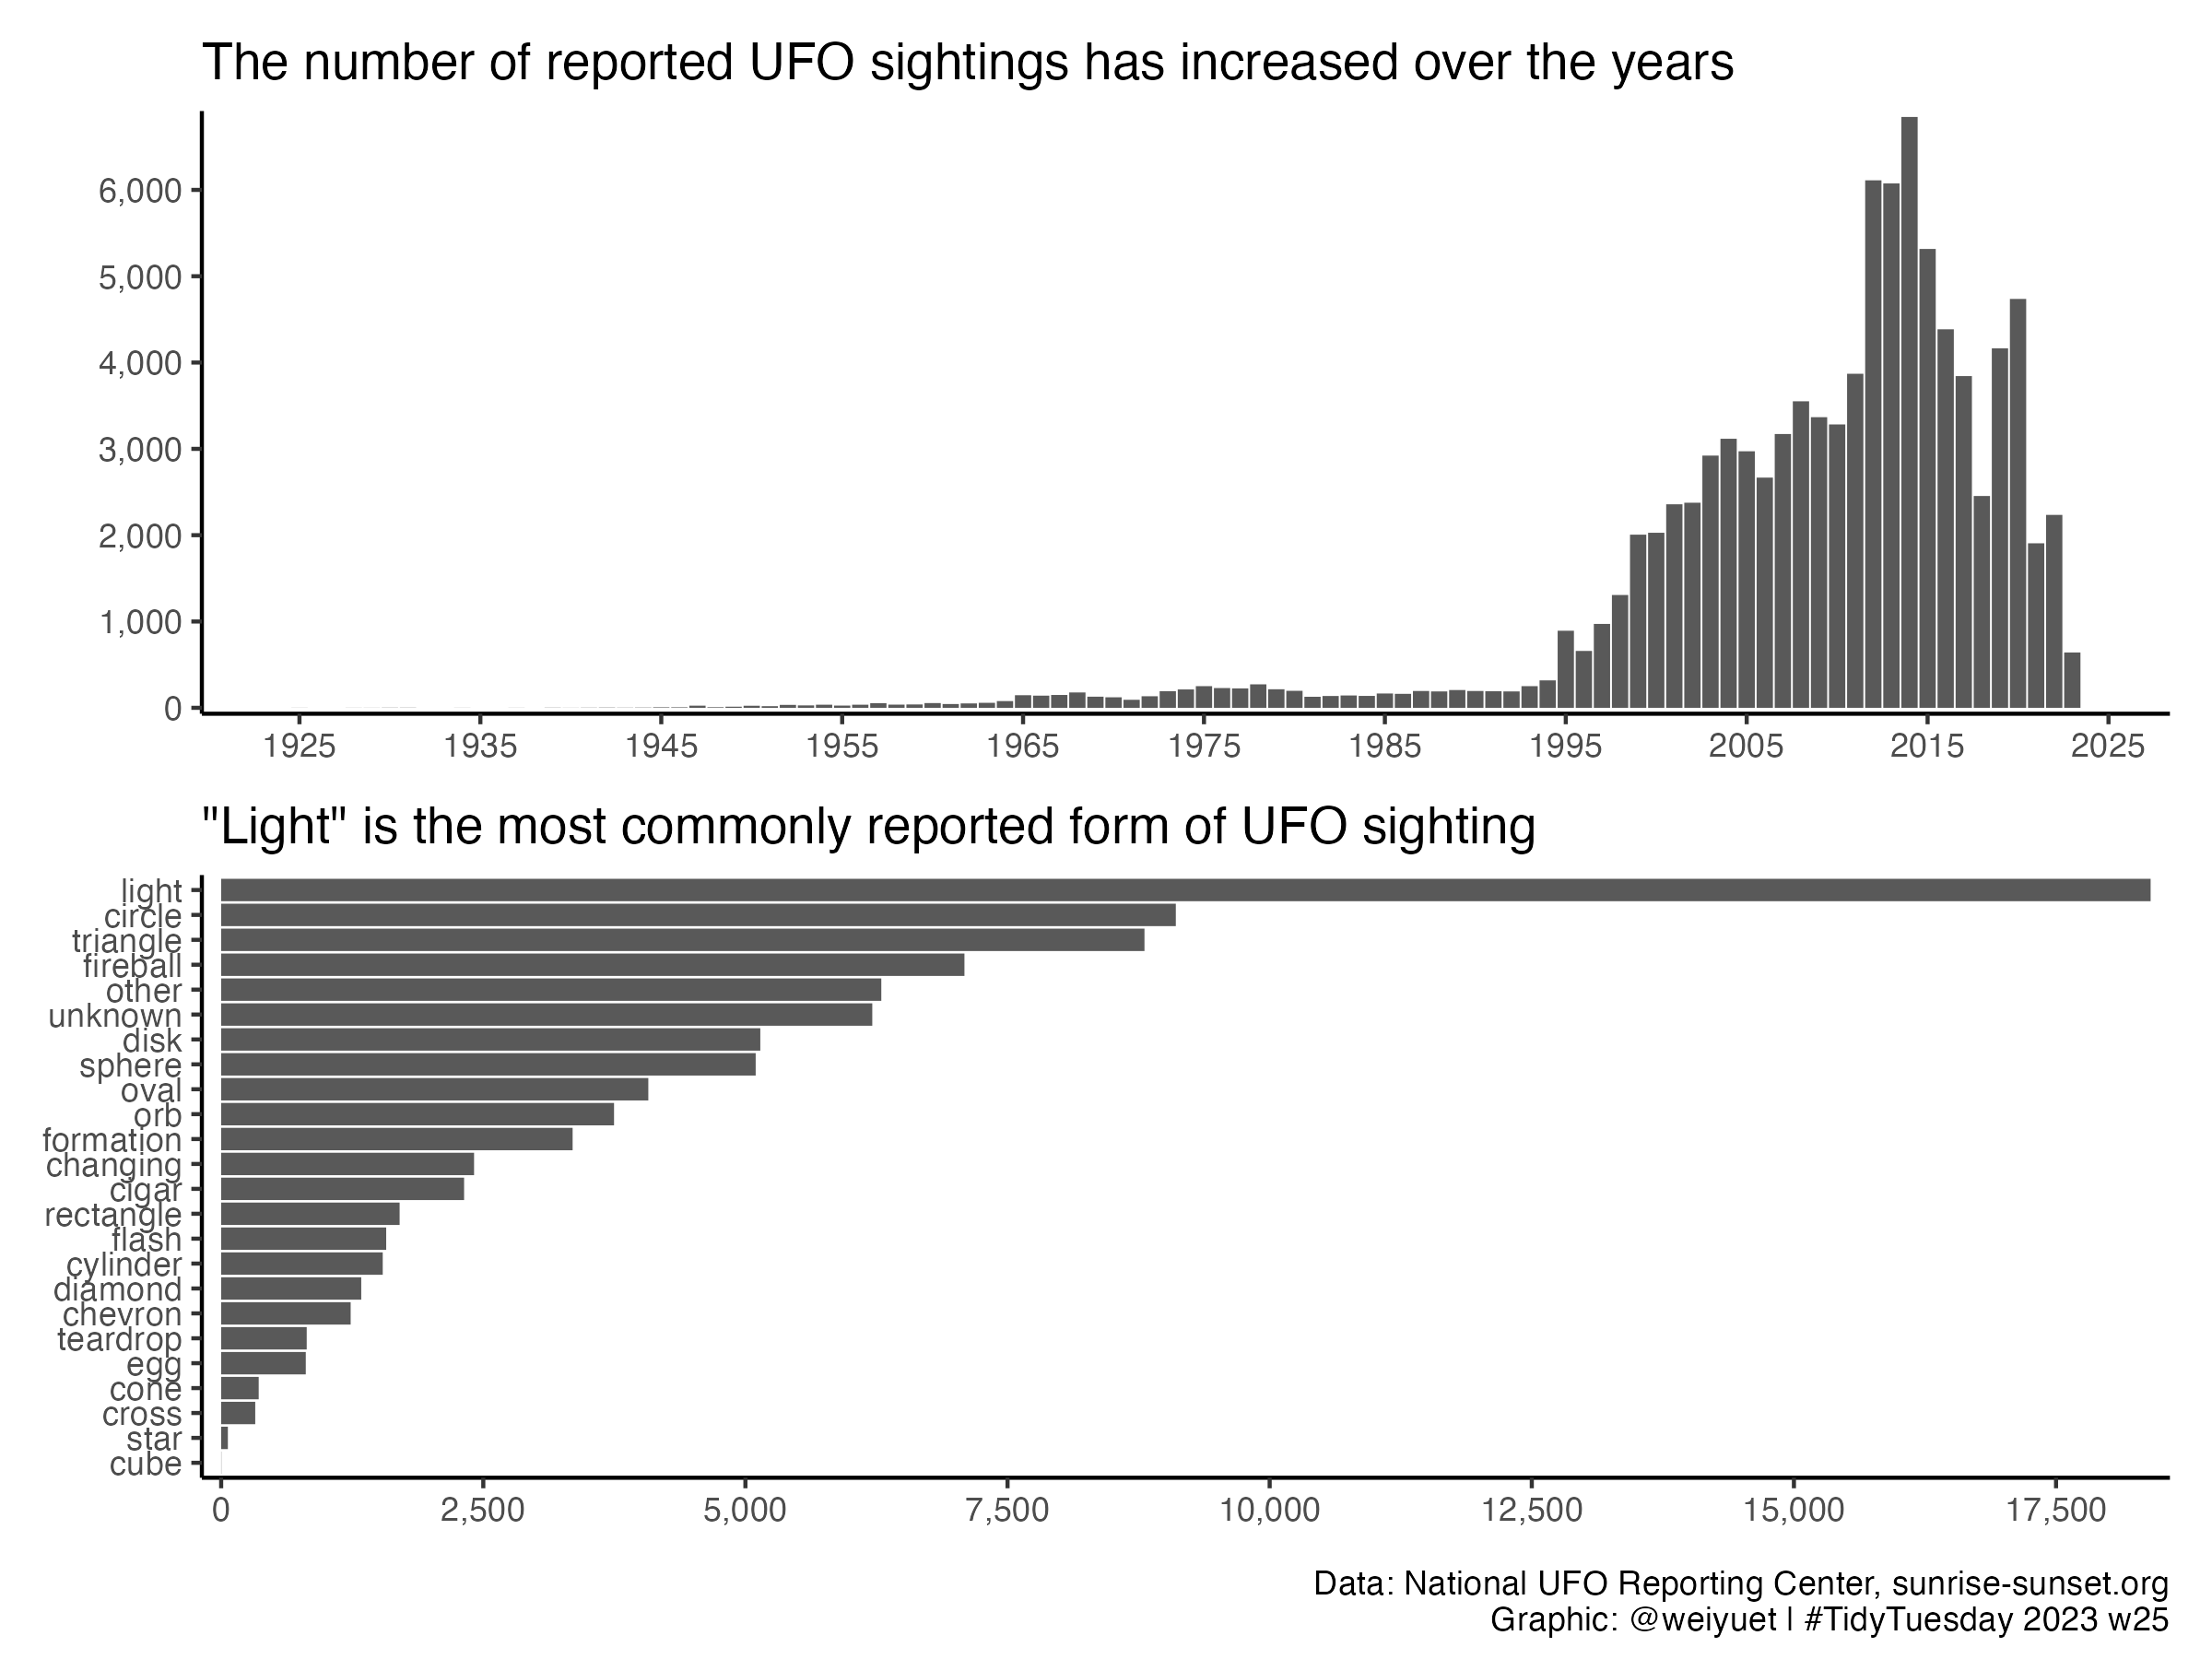 The number of reported UFO sightings has increased over the years
6,000
5,000
4,000
3,000
2,000
1,000
0
1925 1935 1945 1955 1965 1975 1985 1995 2005 2015 2025
"Light" is the most commonly reported form of UFO sighting
light
circle
triangle
fireball
other
unknown
disk
sphere
oval
orb
formation
changing
cigar
rectangle
flash
cylinder
diamond
chevron
teardrop
egg
cone
cross
star
cube
0 2,500 5,000 7,500 10,000 12,500 15,000 17,500
Data: National UFO Reporting Center, sunrise-sunset.org
Graphic: @weiyuet | #TidyTuesday 2023 w25